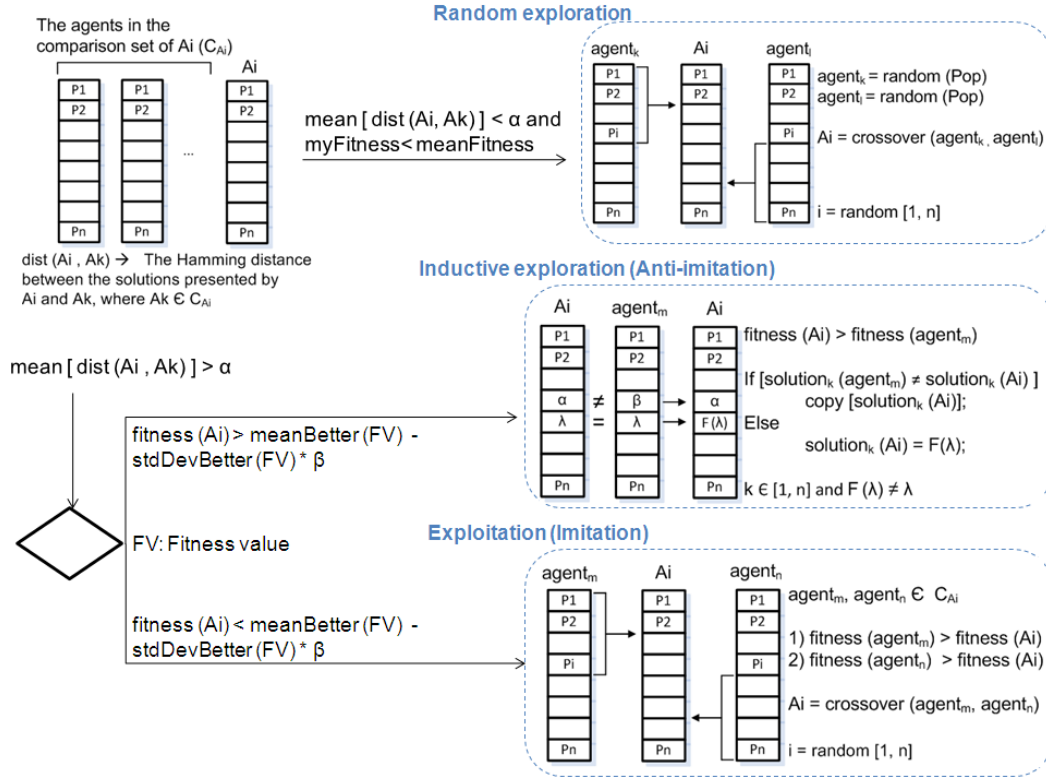 Random exploration
The agents in the
comparison set of Ai (CAi)
Ai
P1 P1 P1
P2 P2
...
Pn Pn Pn
dist (Ai , Ak) → The Hamming distance
between the solutions presented by
Ai and Ak, where Ak Є CAi
mean [ dist (Ai, Ak) ] < α and
myFitness< meanFitness
agentk Ai agentl
P1 P1 P1
P2 P2 P2
Pi Pi
Pn Pn Pn
agentk = random (Pop)
agentl = random (Pop)
Ai = crossover (agentk , agentl)
i = random [1, n]
Inductive exploration (Anti-imitation)
Ai agentm Ai
P1 P1 P1
P2 P2 P2
α ≠ β α
λ = λ F(λ)
Pn Pn Pn
fitness (Ai) > fitness (agentm)
If [solutionk (agentm) ≠ solutionk (Ai) ]
copy [solutionk (Ai)];
Else
solutionk (Ai) = F(λ);
k Є [1, n] and F (λ) ≠ λ
mean [ dist (Ai , Ak) ] > α
fitness (Ai) > meanBetter (FV) -
stdDevBetter (FV) * β
FV: Fitness value
fitness (Ai) < meanBetter (FV) -
stdDevBetter (FV) * β
Exploitation (Imitation)
agentm Ai agentn
P1 P1 P1
P2 P2 P2
Pi Pi
Pn Pn Pn
agentm, agentn Є CAi
1) fitness (agentm) > fitness (Ai)
2) fitness (agentn) > fitness (Ai)
Ai = crossover (agentm, agentn)
i = random [1, n]